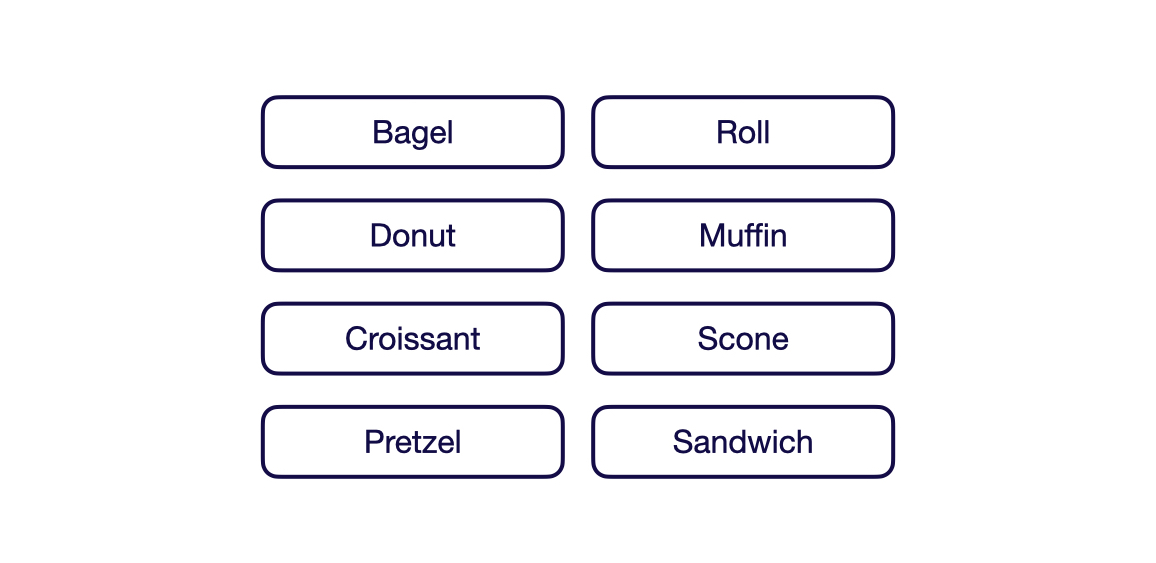 Bagel
Roll
Donut
Muffin
Croissant
Scone
Pretzel
Sandwich